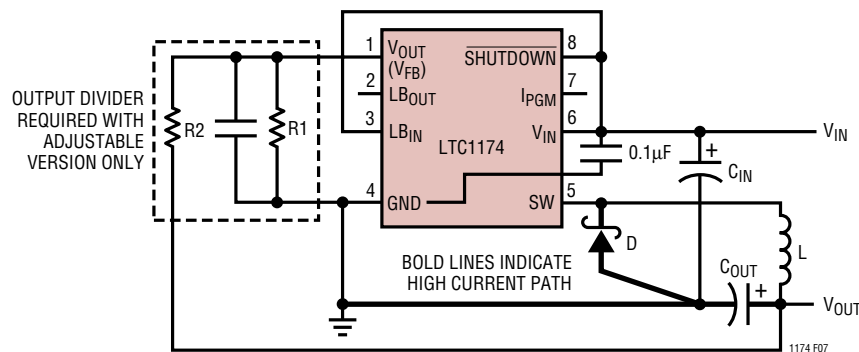 OUTPUT DIVIDER
REQUIRED WITH
ADJUSTABLE
VERSION ONLY
R2
R1
1
VOUT
(VFB)
2
LBOUT
3
LBIN
4
GND
LTC1174
8
SHUTDOWN
7
IPGM
6
VIN
5
SW
0.1µF
VIN
+
CIN
D
L
BOLD LINES INDICATE
HIGH CURRENT PATH
COUT
+
VOUT
1174 F07